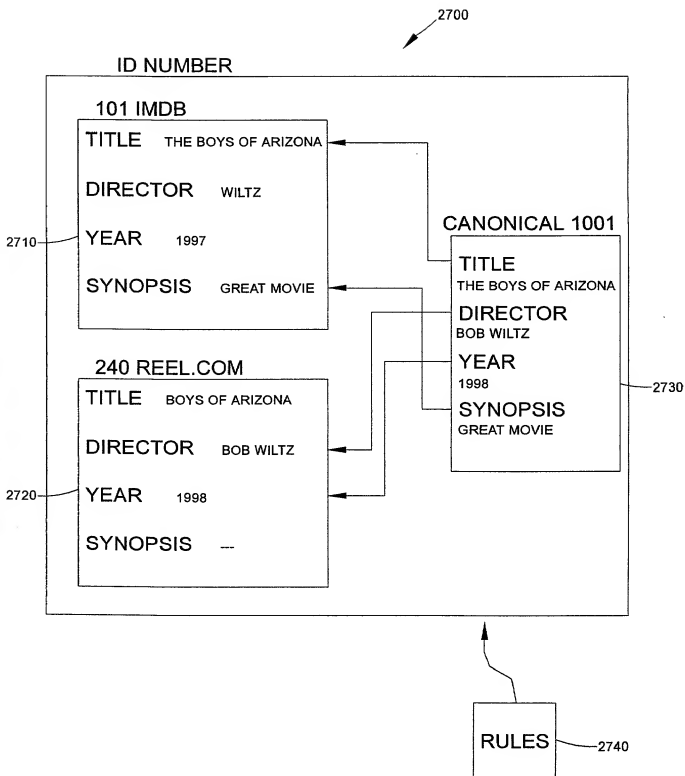 2700
ID NUMBER
101 IMDB
TITLE THE BOYS OF ARIZONA
DIRECTOR WILTZ
2710
YEAR 1997
SYNOPSIS GREAT MOVIE
CANONICAL 1001
TITLE
THE BOYS OF ARIZONA
DIRECTOR
BOB WILTZ
YEAR
1998
2730
SYNOPSIS
GREAT MOVIE
240 REEL.COM
TITLE BOYS OF ARIZONA
DIRECTOR BOB WILTZ
2720
YEAR 1998
SYNOPSIS ---
RULES
2740